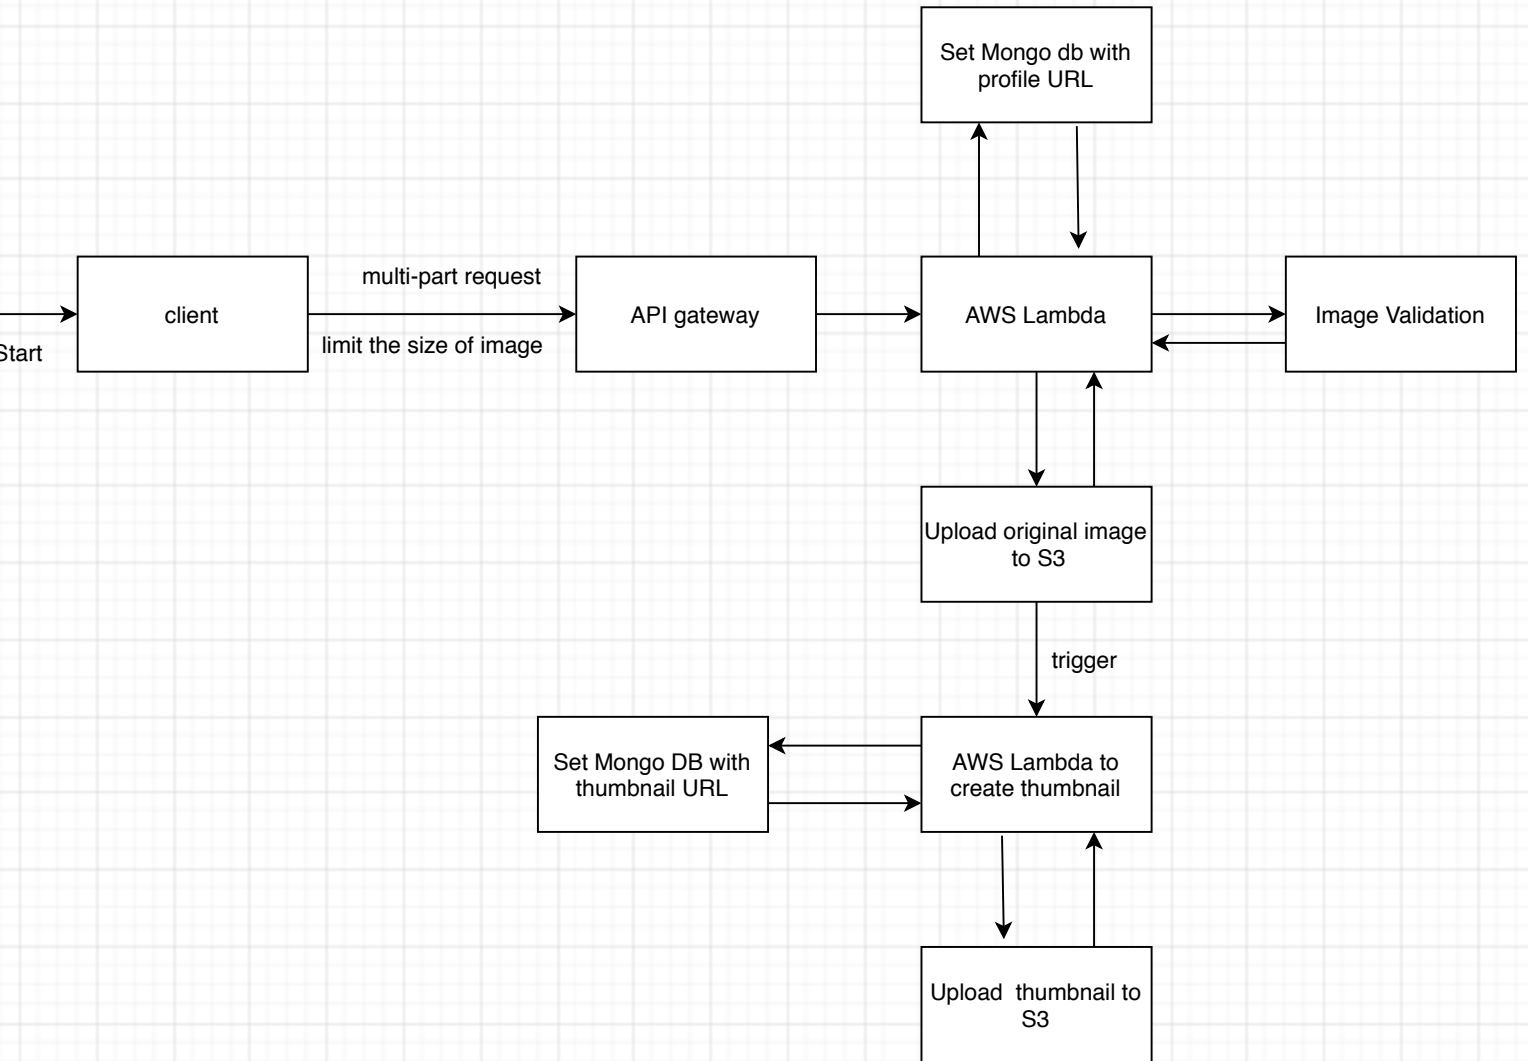 Set Mongo db with
profile URL
multi-part request
client
API gateway
AWS Lambda
Image Validation
Start
limit the size of image
Upload original image
to S3
trigger
Set Mongo DB with
thumbnail URL
AWS Lambda to
create thumbnail
Upload  thumbnail to
S3